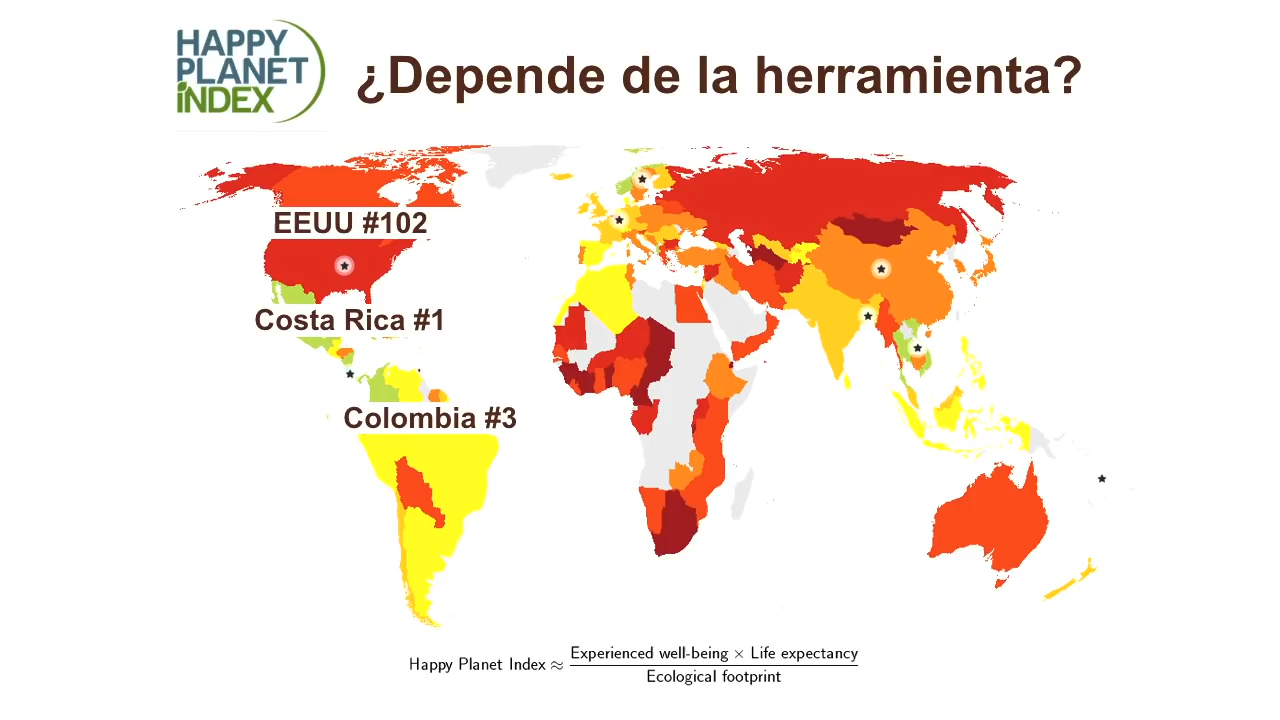 HAPPY
PLANET
INDEX
¿Depende de la herramienta?
EEUU #102
Costa Rica #1
Colombia #3
Happy Planet Index ≈ Experienced well-being × Life expectancy
Ecological footprint